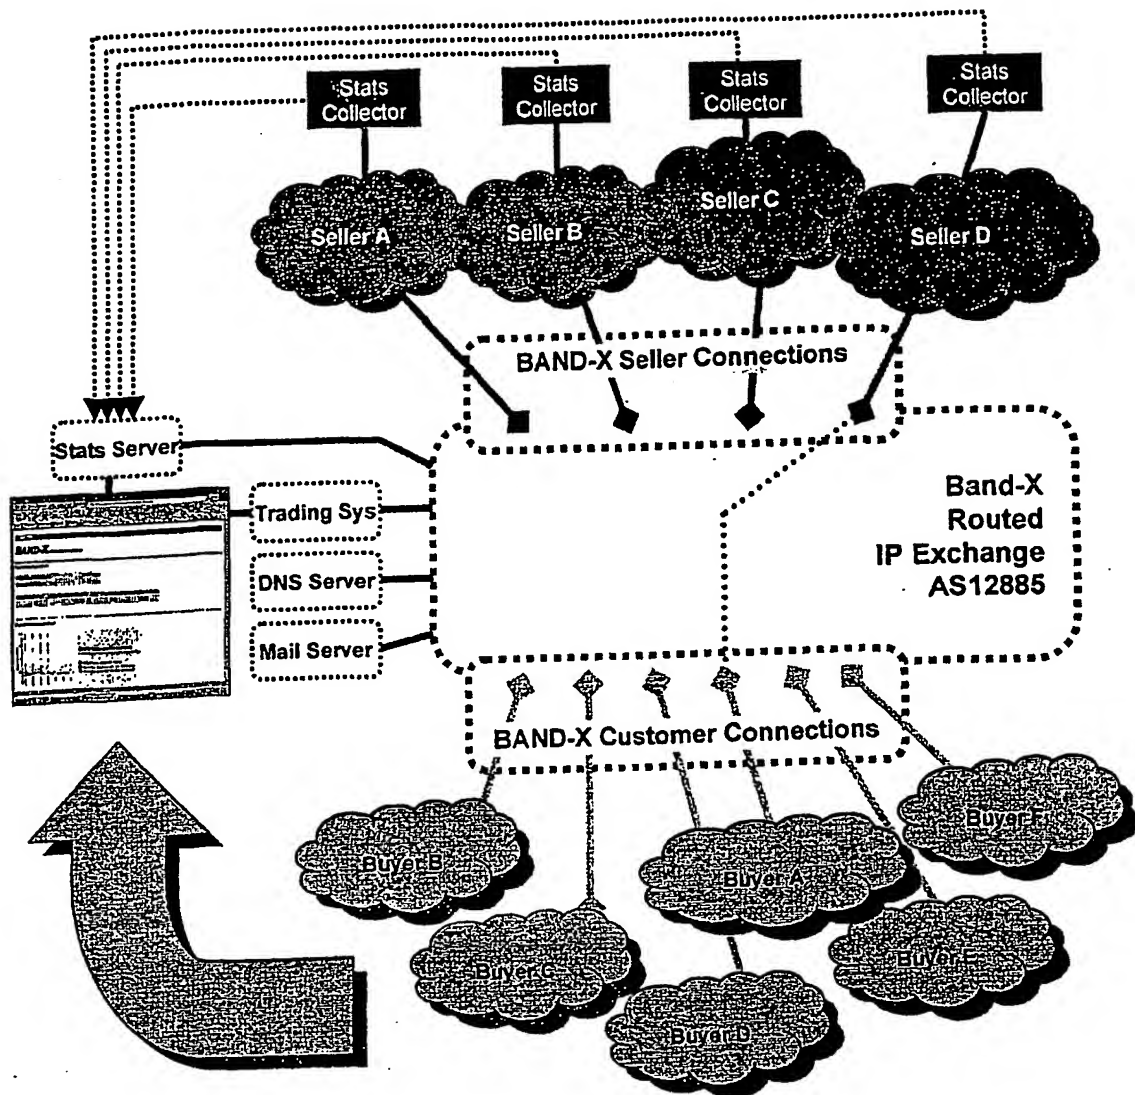 Stats
Collector
Stats
Collector
Stats
Collector
Stats
Collector
Seller A
Seller B
Seller C
Seller D
BAND-X Seller Connections
Stats Server
Trading Sys
DNS Server
Mail Server
BAND-X
Band-X
Routed
IP Exchange
AS12885
BAND-X Customer Connections
Buyer B
Buyer C
Buyer D
Buyer A
Buyer E
Buyer F